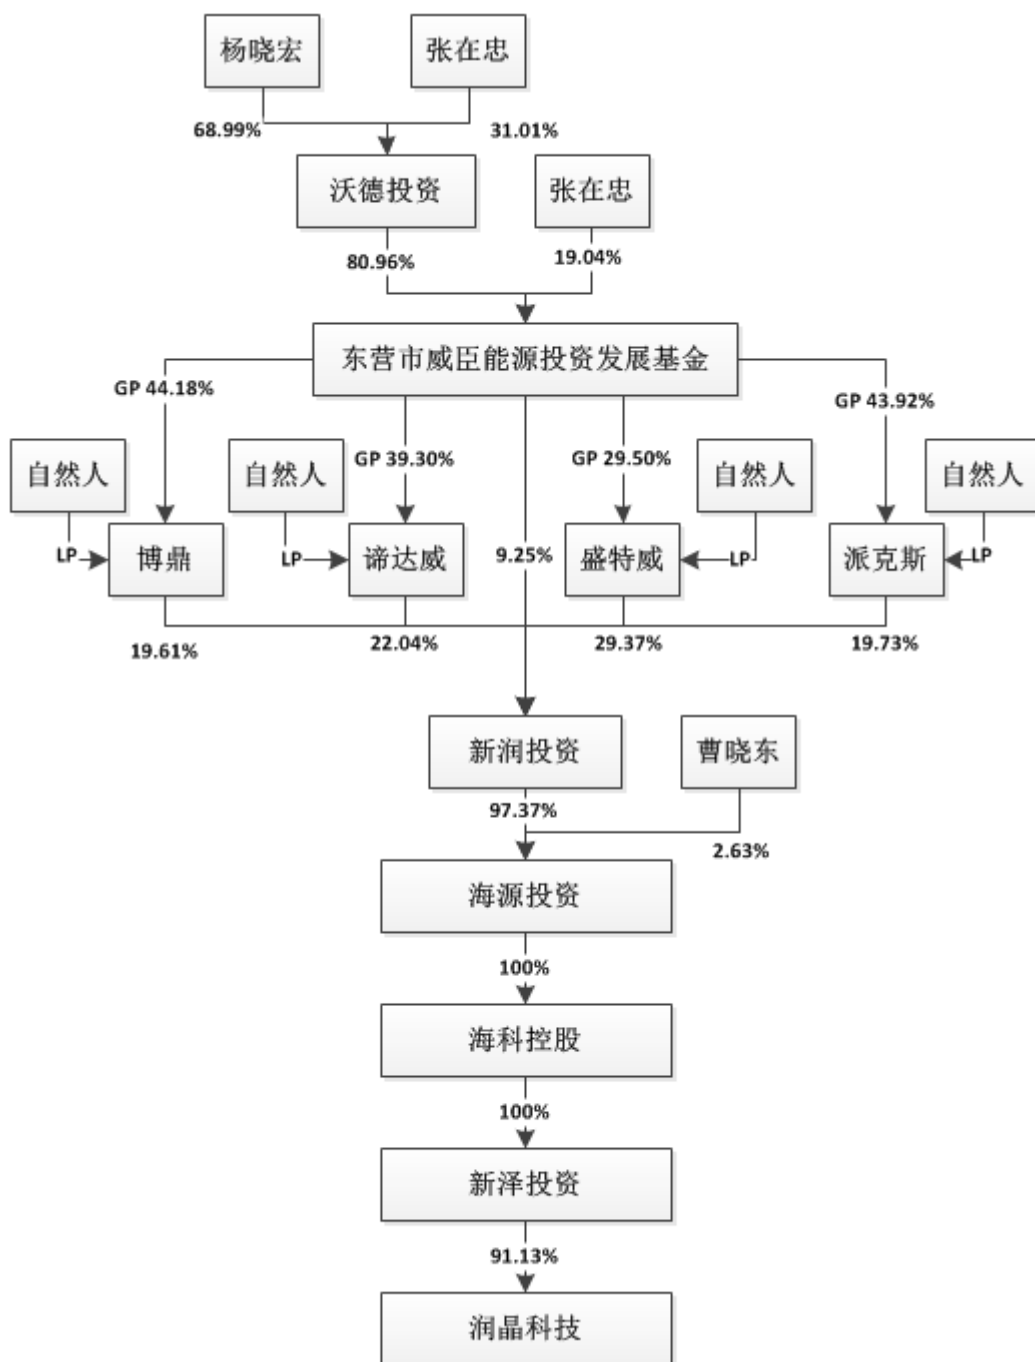 杨晓宏
张在忠
68.99%
31.01%
沃德投资
张在忠
80.96%
19.04%
东营市威臣能源投资发展基金
GP 44.18%
GP 39.30%
GP 29.50%
GP 43.92%
自然人
自然人
自然人
自然人
LP
博鼎
LP
谛达威
9.25%
盛特威
LP
派克斯
LP
19.61%
22.04%
29.37%
19.73%
新润投资
曹晓东
97.37%
2.63%
海源投资
100%
海科控股
100%
新泽投资
91.13%
润晶科技